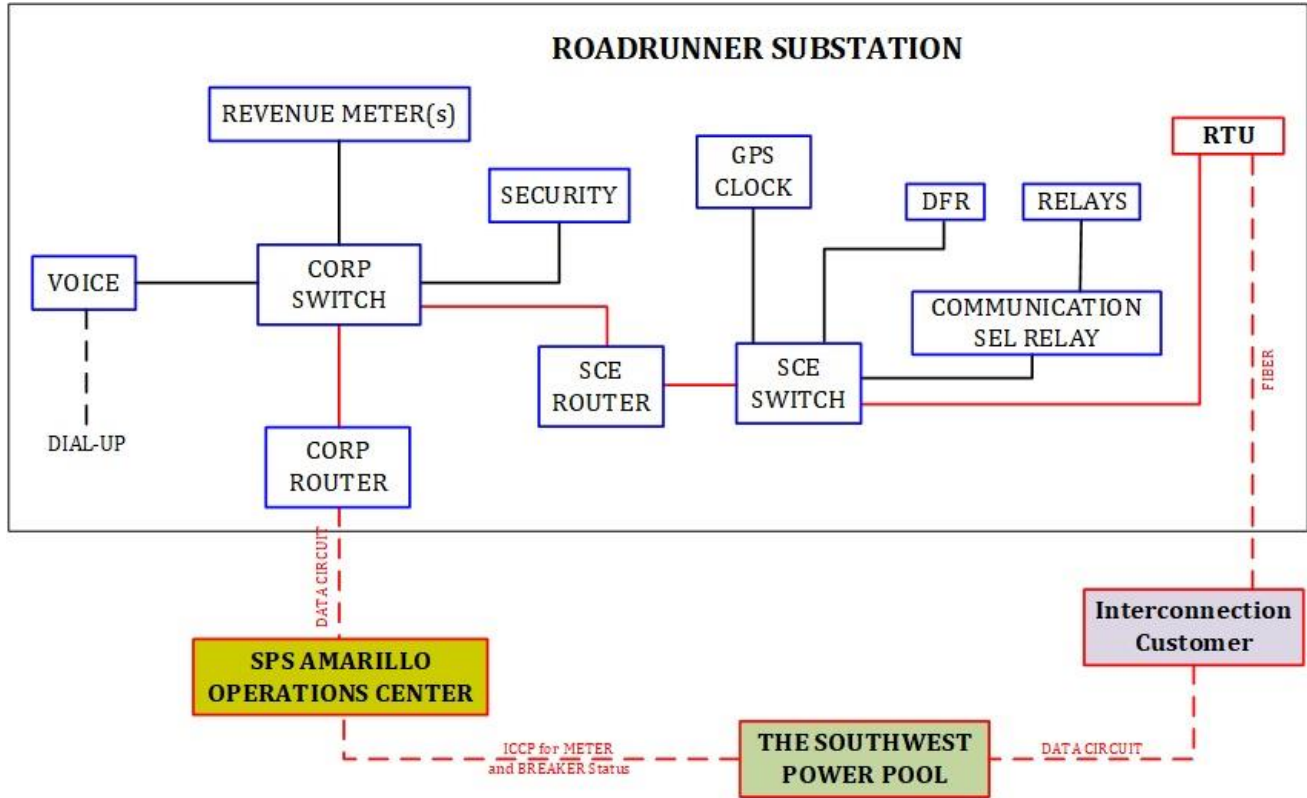 ROADRUNNER SUBSTATION
REVENUE METER(s)
SECURITY
GPS
CLOCK
DFR
RELAYS
RTU
VOICE
CORP
SWITCH
COMMUNICATION
SEL RELAY
SCE
ROUTER
SCE
SWITCH
FIBER
DIAL-UP
CORP
ROUTER
DATA CIRCUIT
Interconnection
Customer
SPS AMARILLO
OPERATIONS CENTER
ICCP for METER
and BREAKER Status
THE SOUTHWEST
POWER POOL
DATA CIRCUIT